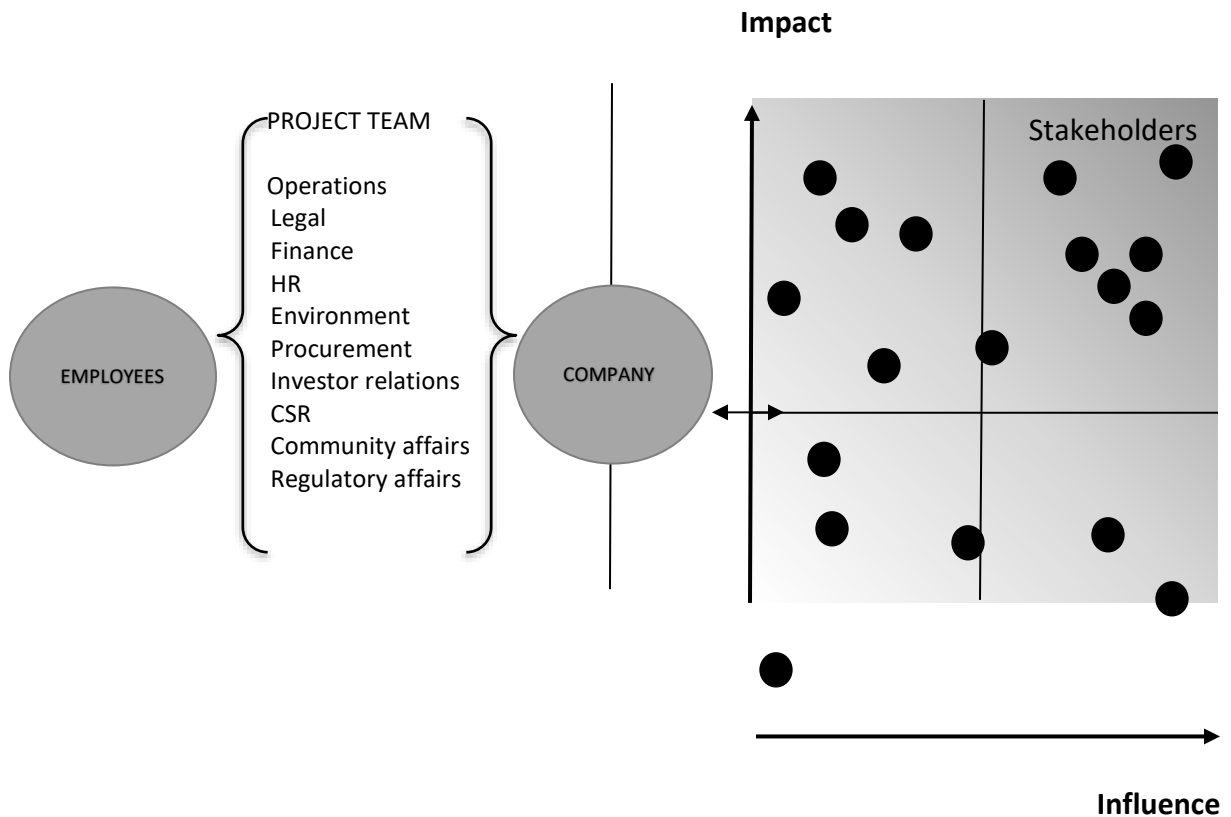 Impact
PROJECT TEAM
Stakeholders
Operations
Legal
Finance
HR
Environment
Procurement
Investor relations
CSR
Community affairs
Regulatory affairs
EMPLOYEES
COMPANY
Influence